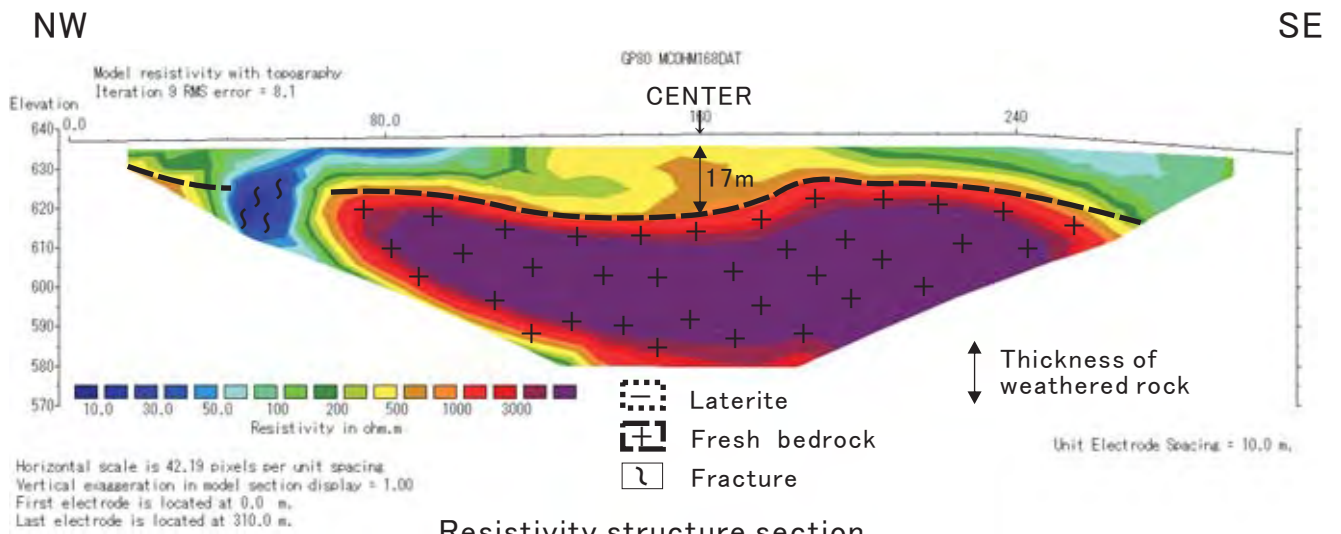 NW
SE
GP80 MCOHM168DAT
Model resistivity with topography
Iteration 9 RMS error = 8.1
Elevation
CENTER
640
0.0
80.0
160
240
630
17m
620
610
600
590
580
570
10.0 30.0 50.0 100 200 500 1000 3000
Resistivity in ohm.m
Thickness of
weathered rock
Laterite
Fresh bedrock
Fracture
Unit Electrode Spacing = 10.0 m.
Horizontal scale is 42.19 pixels per unit spacing
Vertical exaggeration in model section display = 1.00
First electrode is located at 0.0 m.
Last electrode is located at 310.0 m.
Resistivity structure section